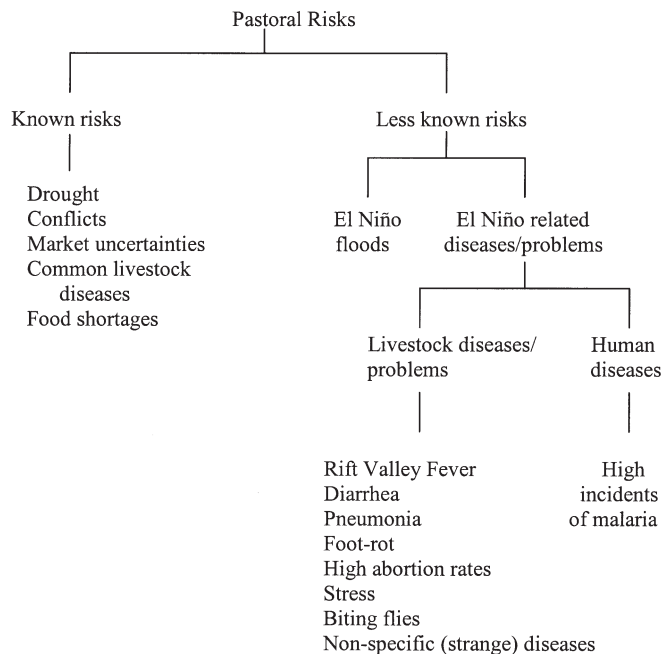 Pastoral Risks
Known risks
Less known risks
Drought
Conflicts
Market uncertainties
Common livestock
diseases
Food shortages
El Niño
floods
El Niño related
diseases/problems
Livestock diseases/
problems
Human
diseases
Rift Valley Fever
Diarrhea
Pneumonia
Foot-rot
High abortion rates
Stress
Biting flies
Non-specific (strange) diseases
High
incidents
of malaria